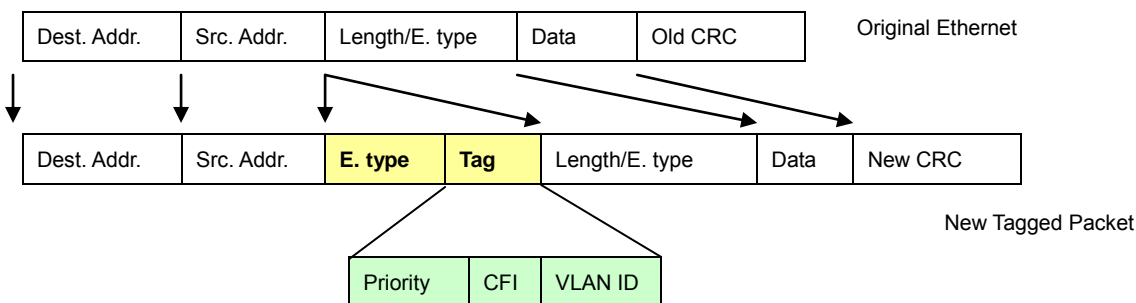 Dest. Addr. Src. Addr. Length/E. type Data Old CRC Original Ethernet
Dest. Addr. Src. Addr. E. type Tag Length/E. type Data New CRC
New Tagged Packet
Priority CFI VLAN ID